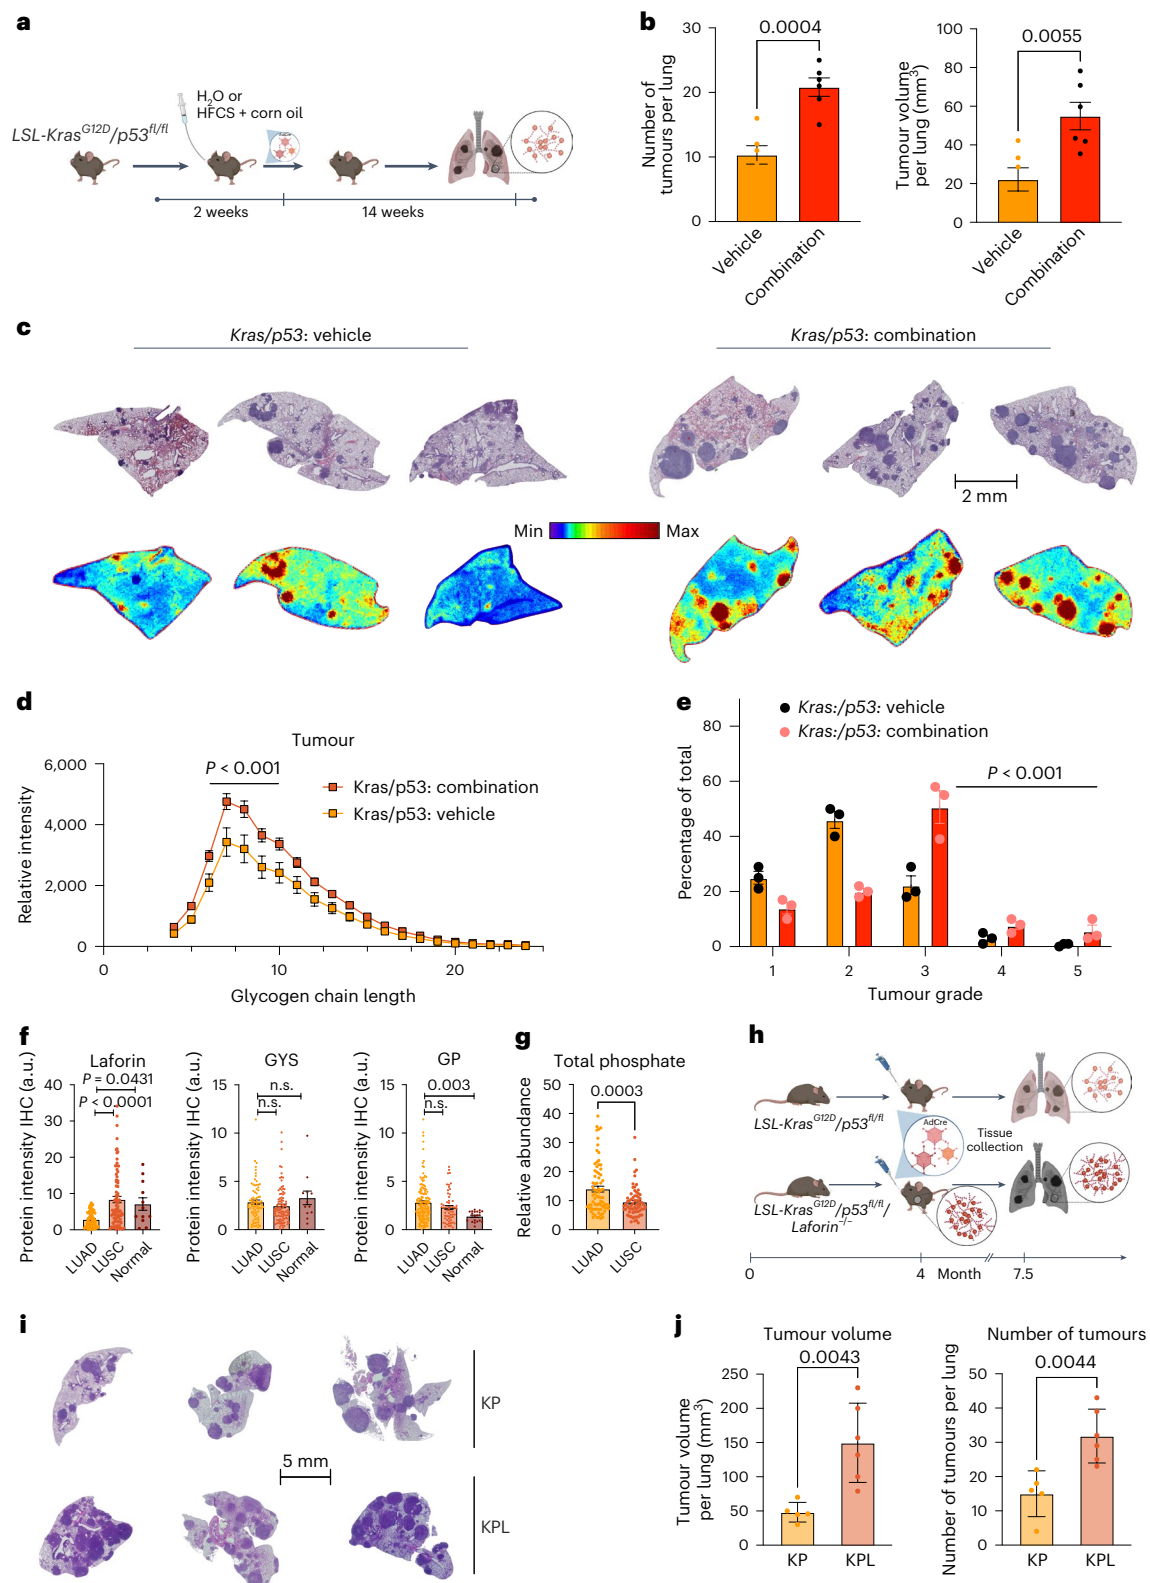 a
H2O or
HFCS + corn oil
LSL-KrasG12D/p53fl/fl
2 weeks
14 weeks
b
Number of
tumours per lung
30
20
10
0
0.0004
Vehicle
Combination
Tumour volume
per lung (mm3)
100
80
60
40
20
0
0.0055
Vehicle
Combination
c
Kras/p53: vehicle
Kras/p53: combination
2 mm
Min
Max
d
Tumour
P < 0.001
Kras/p53: combination
Kras/p53: vehicle
Relative intensity
6,000
4,000
2,000
0
0
10
20
Glycogen chain length
e
Kras:/p53: vehicle
Kras:/p53: combination
P < 0.001
Percentage of total
80
60
40
20
0
1
2
3
4
5
Tumour grade
f
Laforin
Protein intensity IHC (a.u.)
40
30
20
10
0
P = 0.0431
P < 0.0001
LUAD
LUSC
Normal
GYS
Protein intensity IHC (a.u.)
15
10
5
0
n.s.
n.s.
LUAD
LUSC
Normal
GP
Protein intensity IHC (a.u.)
15
10
5
0
0.003
n.s.
LUAD
LUSC
Normal
g
Total phosphate
Relative abundance
50
40
30
20
10
0
0.0003
LUAD
LUSC
h
LSL-KrasG12D/p53fl/fl
AdCre
Tissue
collection
LSL-KrasG12D/p53fl/fl/
Laforin−/−
0
4
Month
7.5
i
KP
5 mm
KPL
j
Tumour volume
0.0043
Tumour volume
per lung (mm3)
250
200
150
100
50
0
KP
KPL
Number of tumours
0.0044
Number of tumours per lung
50
40
30
20
10
0
KP
KPL